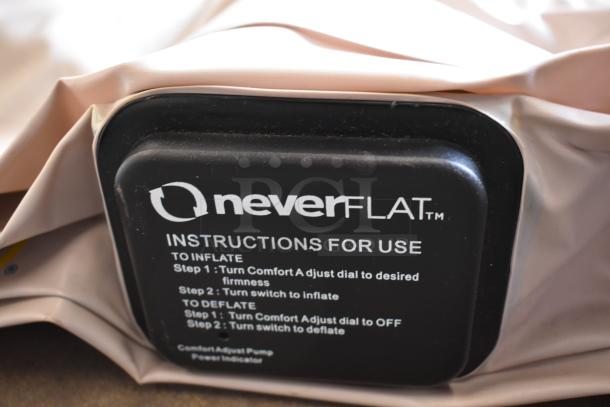 neverFLAT™
INSTRUCTIONS FOR USE
TO INFLATE
Step 1 : Turn Comfort Adjust dial to desired
firmness
Step 2 : Turn switch to inflate
TO DEFLATE
Step 1 : Turn Comfort Adjust dial to OFF
Step 2 : Turn switch to deflate
Comfort Adjust Pump
Power Indicator
PCI